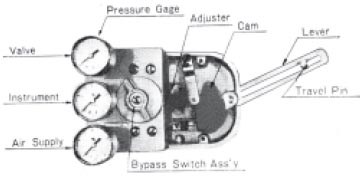 Pressure Gage
Adjuster
Cam
Lever
Valve
Instrument
Travel Pin
Air Supply
Bypass Switch Ass'y